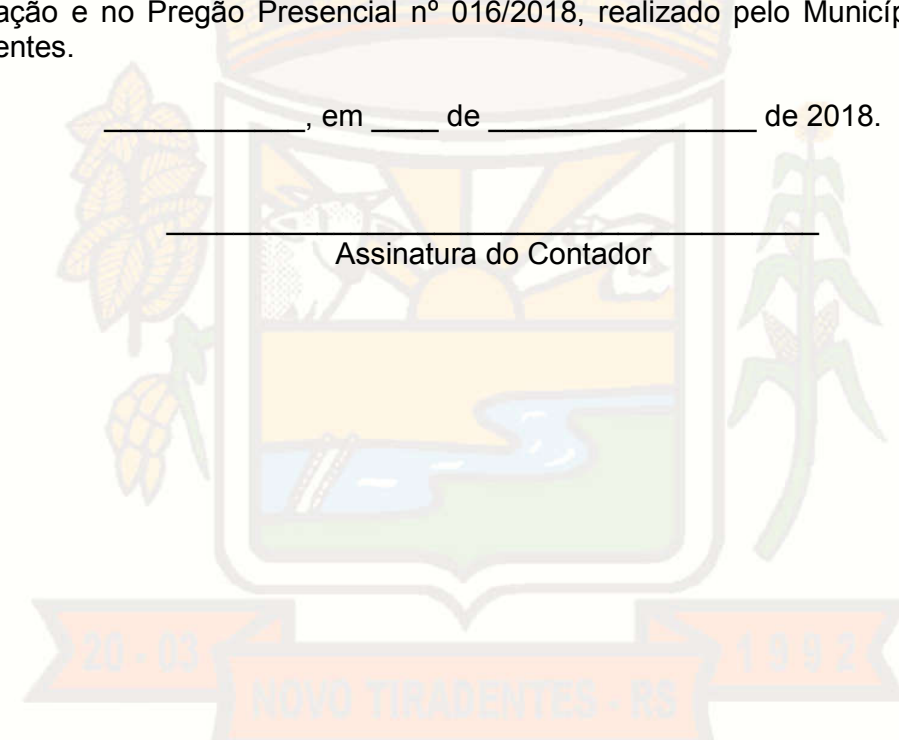 ação e no Pregão Presencial nº 016/2018, realizado pelo Municíp
entes.
____________, em ____ de ________________ de 2018.
_______________________________________
Assinatura do Contador
20 - 03
1992
NOVO TIRADENTES - RS